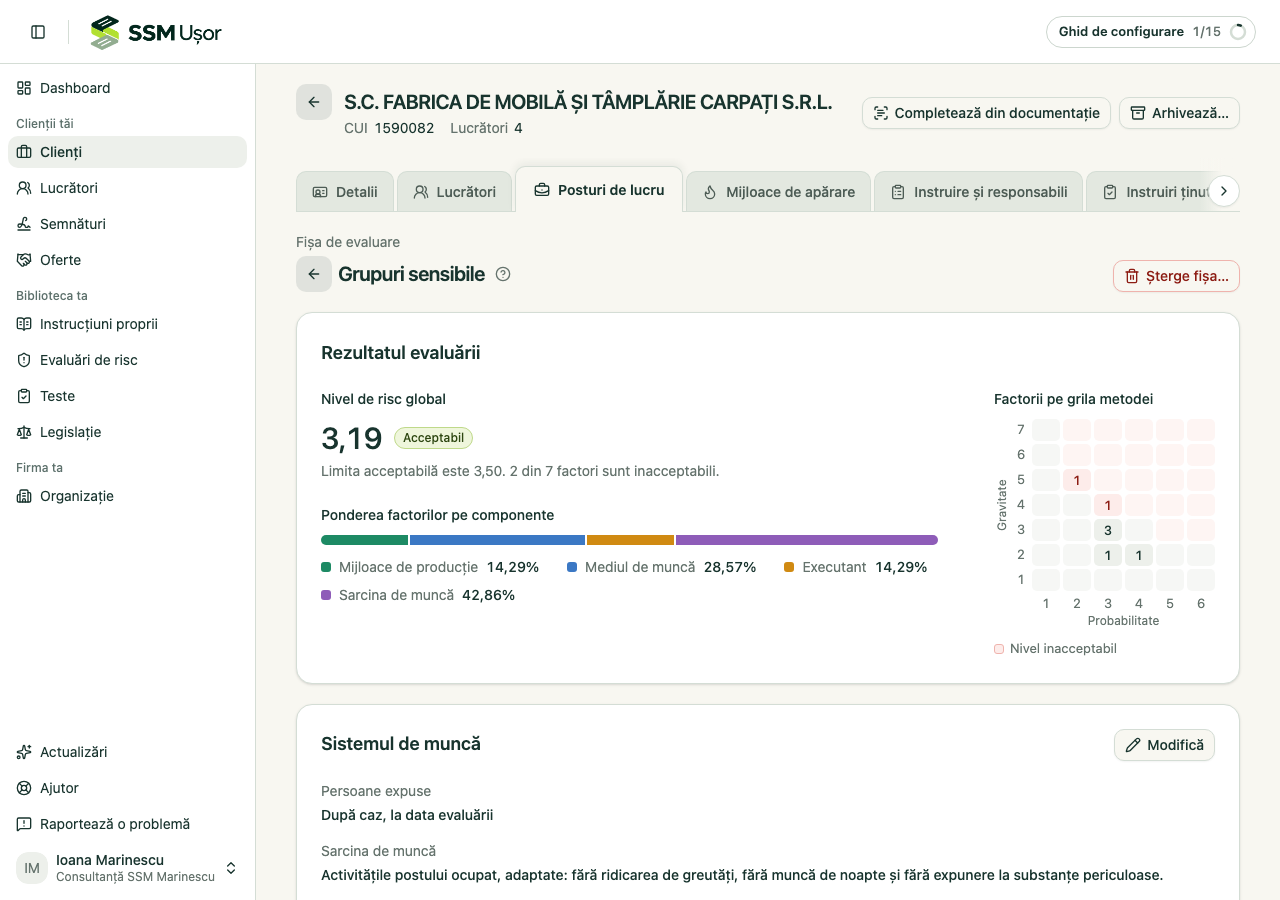 SSM Ușor
Ghid de configurare 1/15
Dashboard
Clienții tăi
Clienți
Lucrători
Semnături
Oferte
Biblioteca ta
Instrucțiuni proprii
Evaluări de risc
Teste
Legislație
Firma ta
Organizație
Actualizări
Ajutor
Raportează o problemă
IM
Ioana Marinescu
Consultanță SSM Marinescu
S.C. FABRICA DE MOBILĂ ȘI TÂMPLĂRIE CARPAȚI S.R.L.
CUI 1590082 Lucrători 4
Completează din documentație
Arhivează...
Detalii
Lucrători
Posturi de lucru
Mijloace de apărare
Instruire și responsabili
Instruiri ținut
Fișa de evaluare
Grupuri sensibile
Șterge fișa...
Rezultatul evaluării
Nivel de risc global
3,19 Acceptabil
Limita acceptabilă este 3,50. 2 din 7 factori sunt inacceptabili.
Ponderea factorilor pe componente
Mijloace de producție 14,29% Mediul de muncă 28,57% Executant 14,29%
Sarcina de muncă 42,86%
Factorii pe grila metodei
Gravitate
7
6
5 1
4 1
3 3
2 1 1
1
1 2 3 4 5 6
Probabilitate
Nivel inacceptabil
Sistemul de muncă
Modifică
Persoane expuse
După caz, la data evaluării
Sarcina de muncă
Activitățile postului ocupat, adaptate: fără ridicarea de greutăți, fără muncă de noapte și fără expunere la substanțe periculoase.